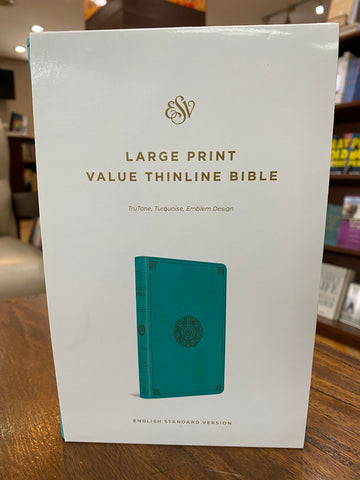 ESV
LARGE PRINT
VALUE THINLINE BIBLE
TruTone, Turquoise, Emblem Design
ENGLISH STANDARD VERSION